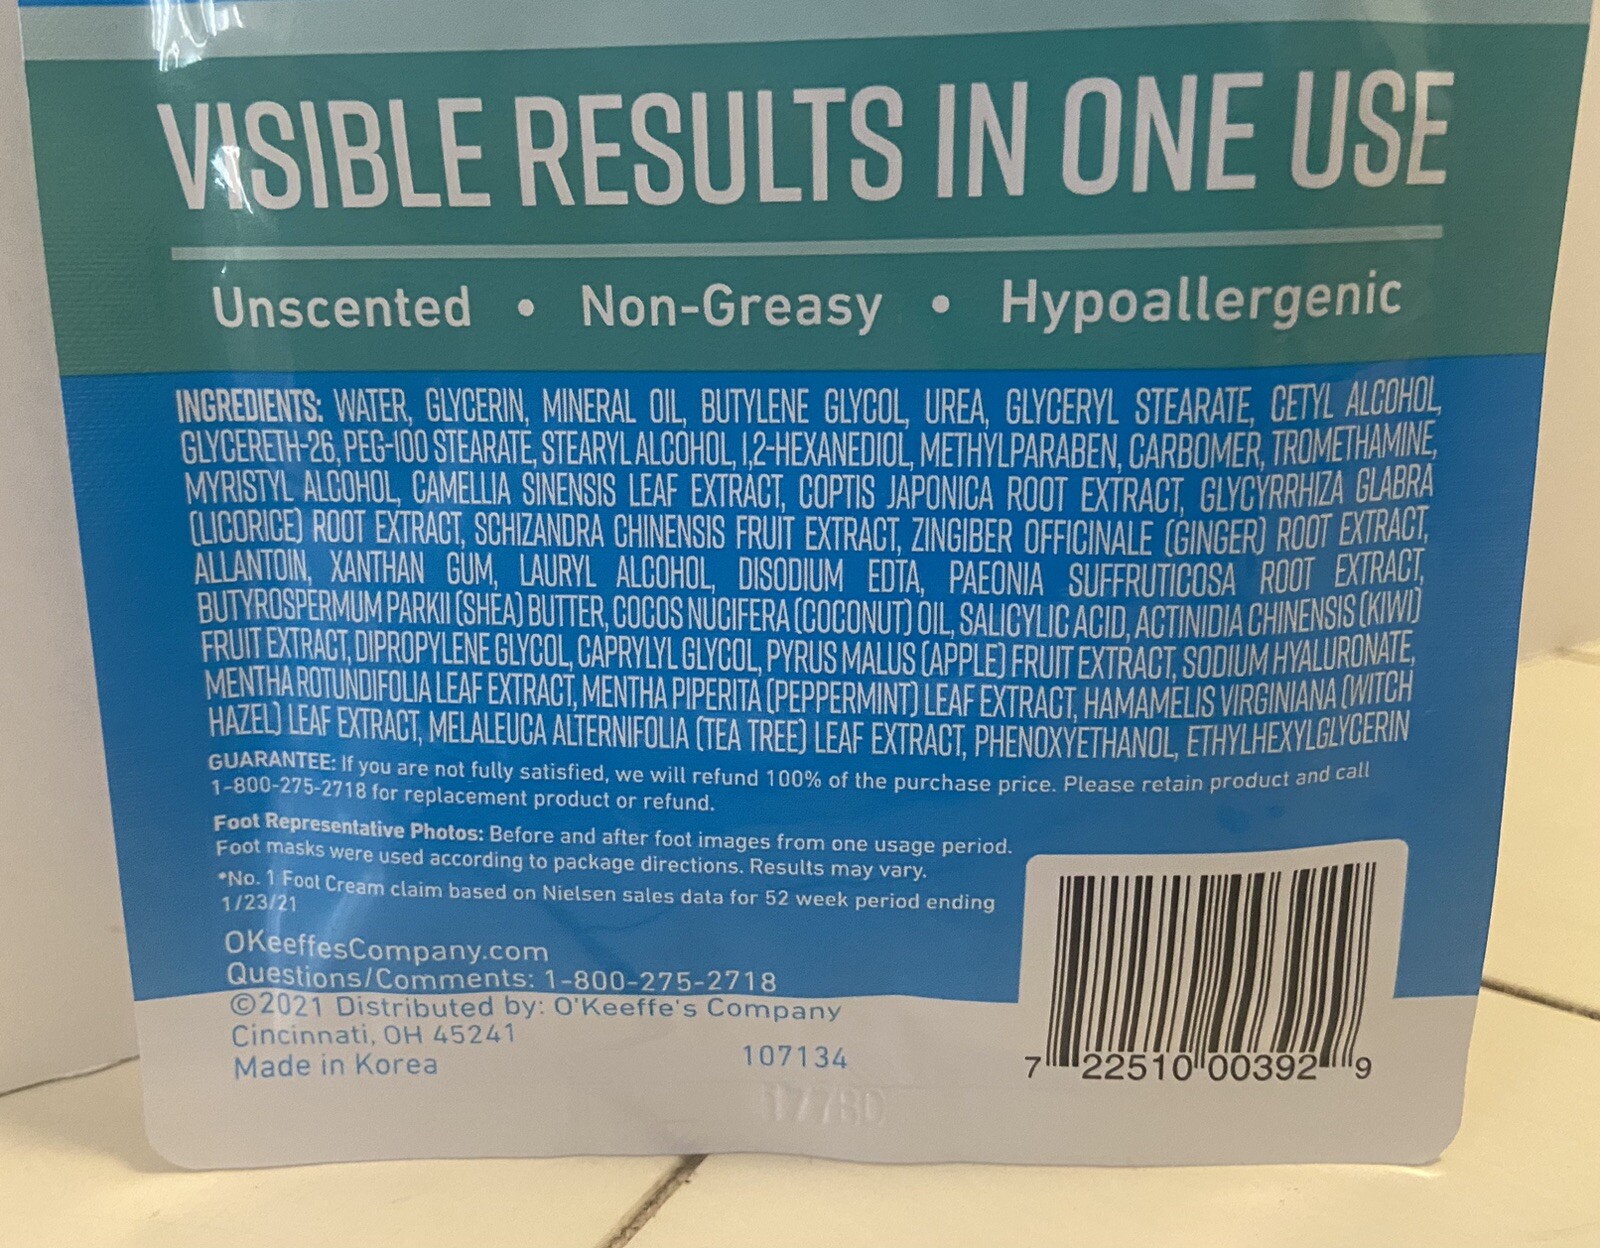 VISIBLE RESULTS IN ONE USE
Unscented • Non-Greasy • Hypoallergenic
INGREDIENTS: WATER, GLYCERIN, MINERAL OIL, BUTYLENE GLYCOL, UREA, GLYCERYL STEARATE, CETYL ALCOHOL,
GLYCERETH-26, PEG-100 STEARATE, STEARYL ALCOHOL, 1,2-HEXANEDIOL, METHYLPARABEN, CARBOMER, TROMETHAMINE,
MYRISTYL ALCOHOL, CAMELLIA SINENSIS LEAF EXTRACT, COPTIS JAPONICA ROOT EXTRACT, GLYCYRRHIZA GLABRA
(LICORICE) ROOT EXTRACT, SCHIZANDRA CHINENSIS FRUIT EXTRACT, ZINGIBER OFFICINALE (GINGER) ROOT EXTRACT,
ALLANTOIN, XANTHAN GUM, LAURYL ALCOHOL, DISODIUM EDTA, PAEONIA SUFFRUTICOSA ROOT EXTRACT,
BUTYROSPERMUM PARKII (SHEA) BUTTER, COCOS NUCIFERA (COCONUT) OIL, SALICYLIC ACID, ACTINIDIA CHINENSIS (KIWI)
FRUIT EXTRACT, DIPROPYLENE GLYCOL, CAPRYLYL GLYCOL, PYRUS MALUS (APPLE) FRUIT EXTRACT, SODIUM HYALURONATE,
MENTHA ROTUNDIFOLIA LEAF EXTRACT, MENTHA PIPERITA (PEPPERMINT) LEAF EXTRACT, HAMAMELIS VIRGINIANA (WITCH
HAZEL) LEAF EXTRACT, MELALEUCA ALTERNIFOLIA (TEA TREE) LEAF EXTRACT, PHENOXYETHANOL, ETHYLHEXYLGLYCERIN
GUARANTEE: If you are not fully satisfied, we will refund 100% of the purchase price. Please retain product and call
1-800-275-2718 for replacement product or refund.
Foot Representative Photos: Before and after foot images from one usage period.
Foot masks were used according to package directions. Results may vary.
*No. 1 Foot Cream claim based on Nielsen sales data for 52 week period ending
1/23/21
OKeeffesCompany.com
Questions/Comments: 1-800-275-2718
©2021 Distributed by: O'Keeffe's Company
Cincinnati, OH 45241
Made in Korea
107134
7 22510 00392 9